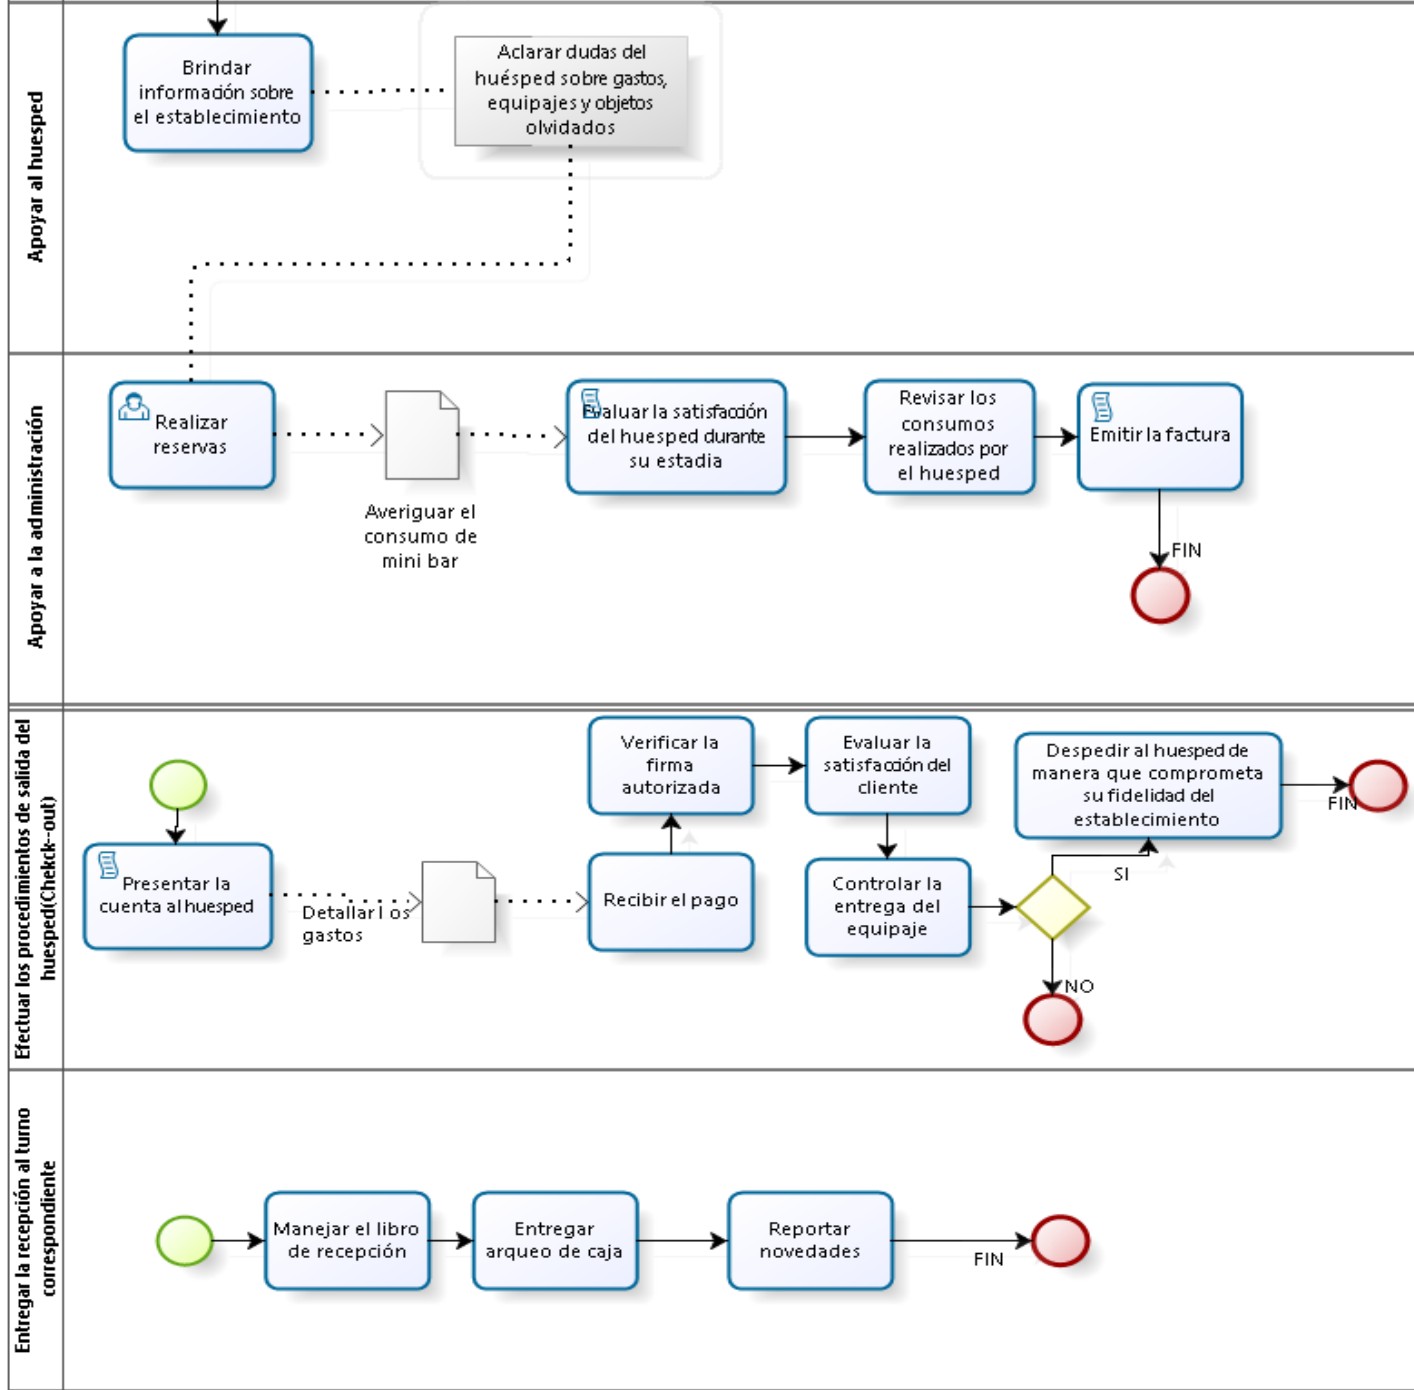 Apoyar al huesped
Brindar
información sobre
el establecimiento
Aclarar dudas del
huésped sobre gastos,
equipajes y objetos
olvidados
Apoyar a la administración
Realizar
reservas
Averiguar el
consumo de
mini bar
Evaluar la satisfacción
del huesped durante
su estadia
Revisar los
consumos
realizados por
el huesped
Emitir la factura
FIN
Efectuar los procedimientos de salida del
huesped(Chekck--out)
Presentar la
cuenta al huesped
Detallar l os
gastos
Recibir el pago
Verificar la
firma
autorizada
Evaluar la
satisfacción del
cliente
Controlar la
entrega del
equipaje
SI
NO
Despedir al huesped de
manera que comprometa
su fidelidad del
establecimiento
FIN
Entregar la recepción al turno
correspondiente
Manejar el libro
de recepción
Entregar
arqueo de caja
Reportar
novedades
FIN